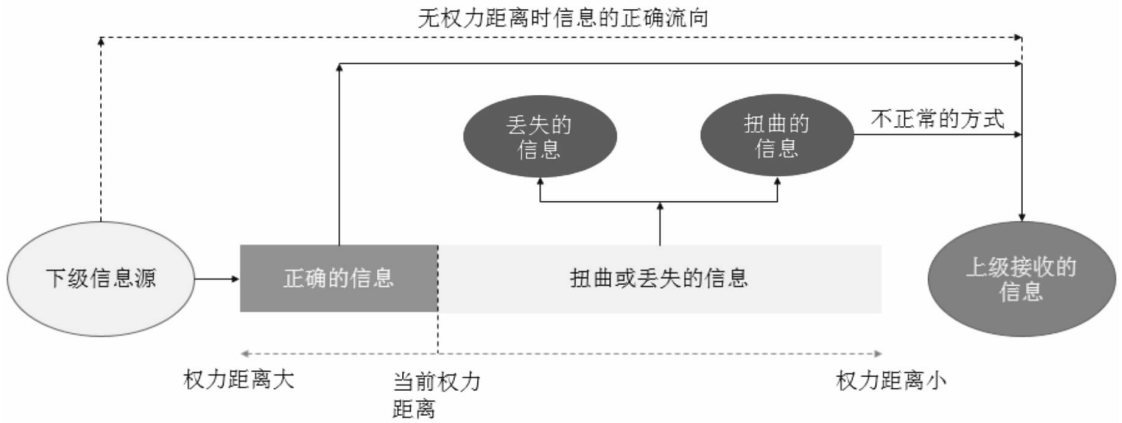 无权力距离时信息的正确流向
丢失的
信息
扭曲的
信息
不正常的方式
下级信息源
正确的信息
扭曲或丢失的信息
上级接收的
信息
权力距离大
当前权力
距离
权力距离小